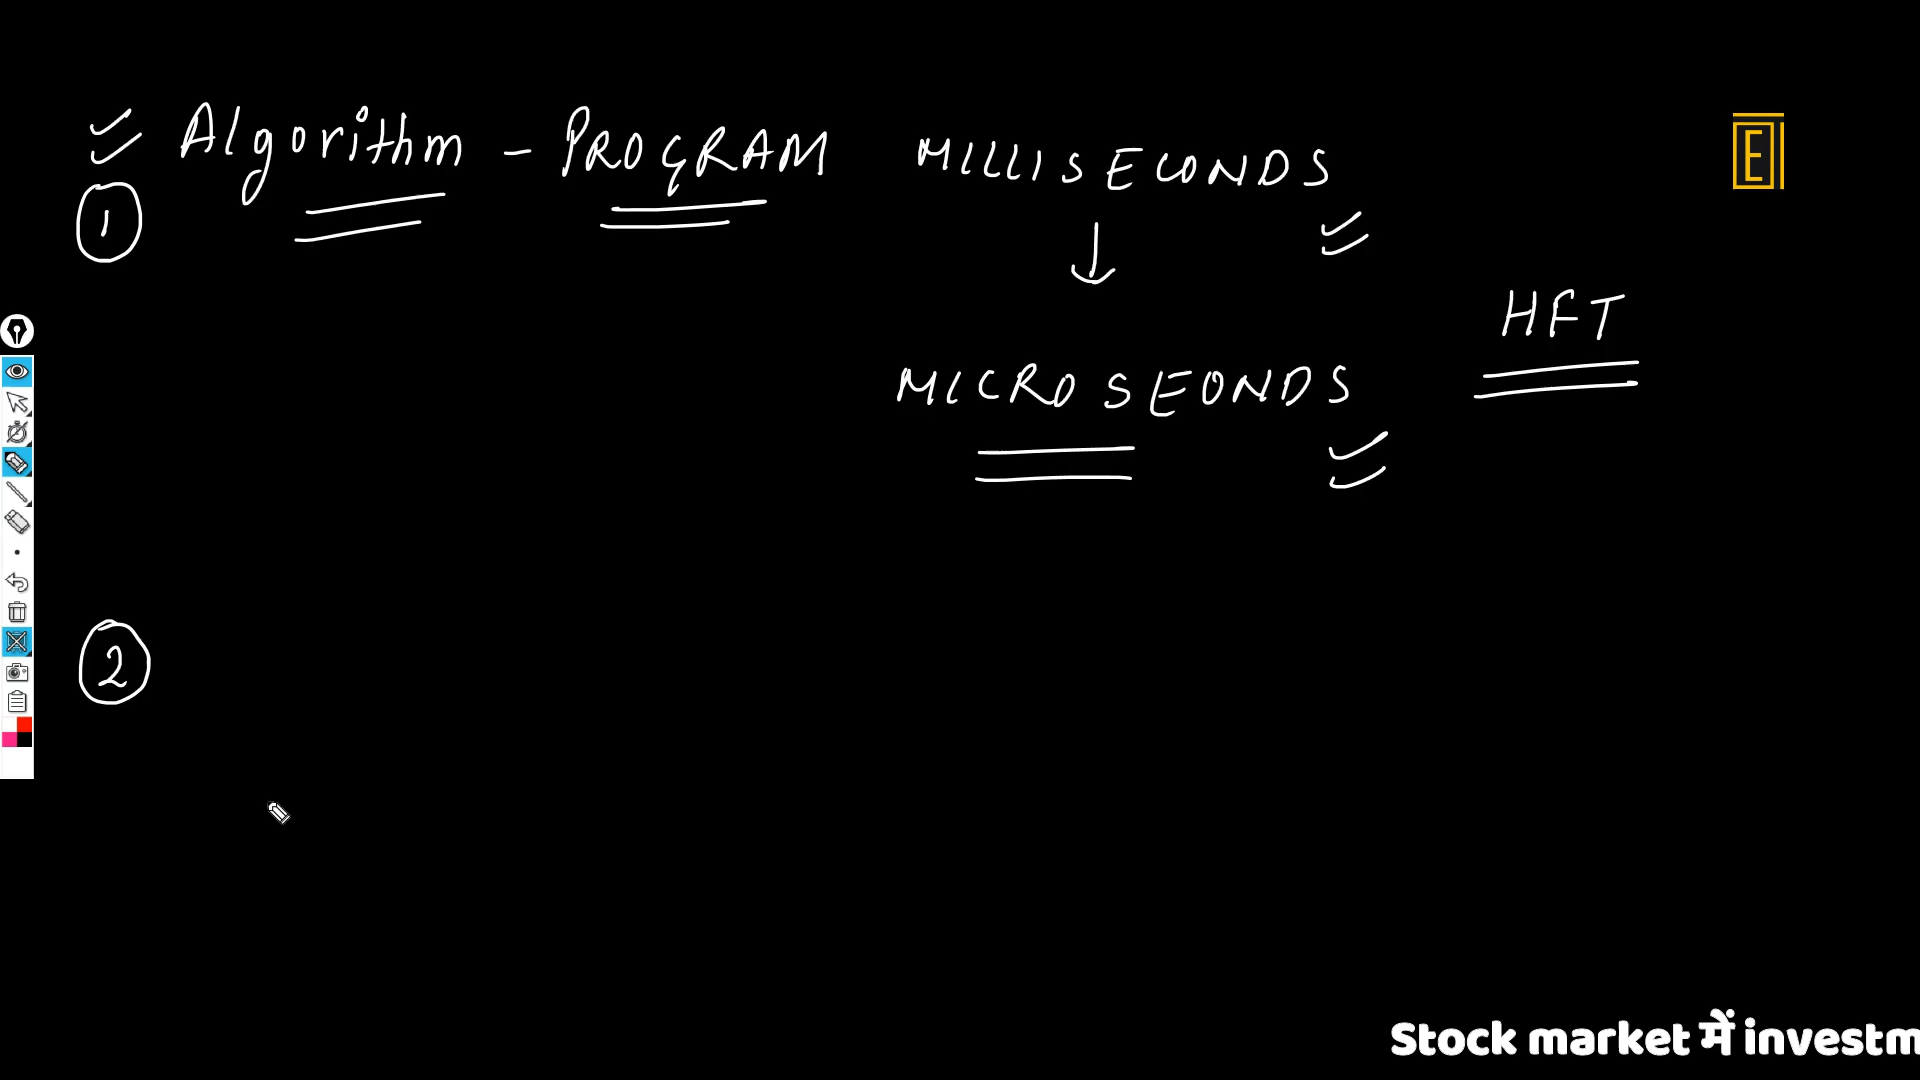 Algorithm - PROGRAM MILLISECONDS
1
↓
HFT
MICROSEONDS
2
E
Stock market में investm